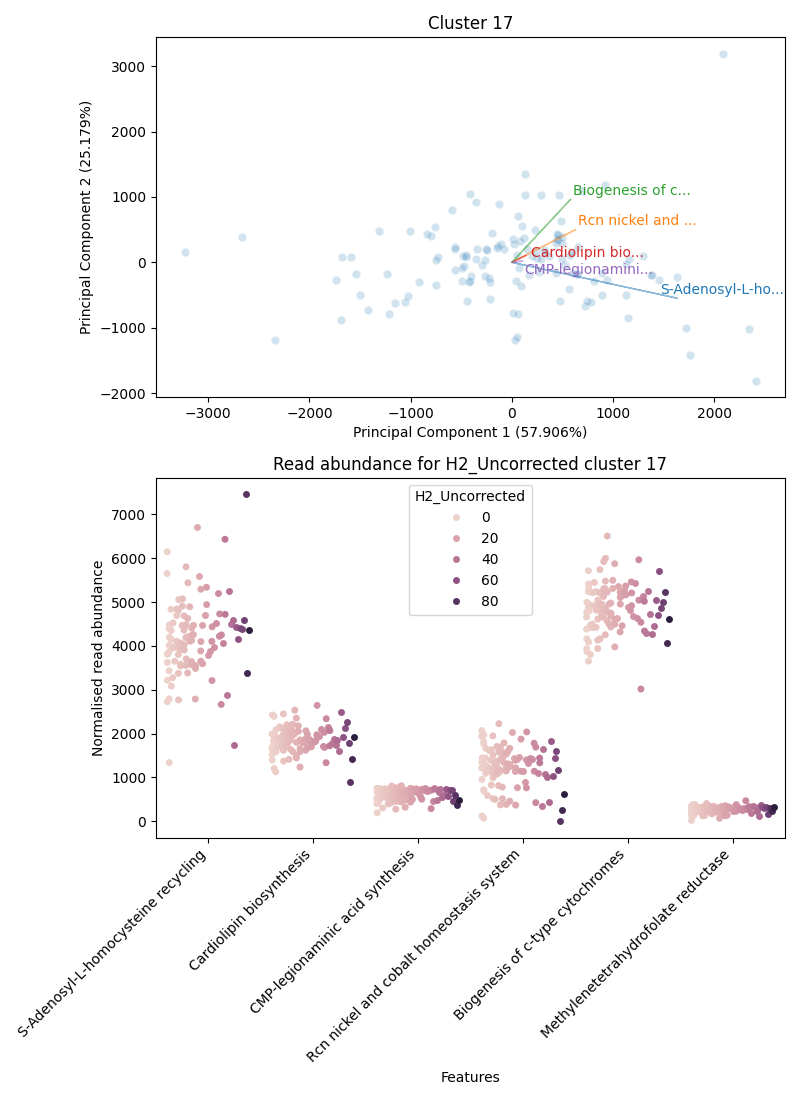 Cluster 17
3000
2000
1000
0
−1000
−2000
Principal Component 2 (25.179%)
Biogenesis of c...
Rcn nickel and ...
Cardiolipin bio...
CMP-legionamini...
S-Adenosyl-L-ho...
−3000
−2000
−1000
0
1000
2000
Principal Component 1 (57.906%)
Read abundance for H2_Uncorrected cluster 17
H2_Uncorrected
0
20
40
60
80
7000
6000
5000
4000
3000
2000
1000
0
Normalised read abundance
S-Adenosyl-L-homocysteine recycling
Cardiolipin biosynthesis
CMP-legionaminic acid synthesis
Rcn nickel and cobalt homeostasis system
Biogenesis of c-type cytochromes
Methylenetetrahydrofolate reductase
Features